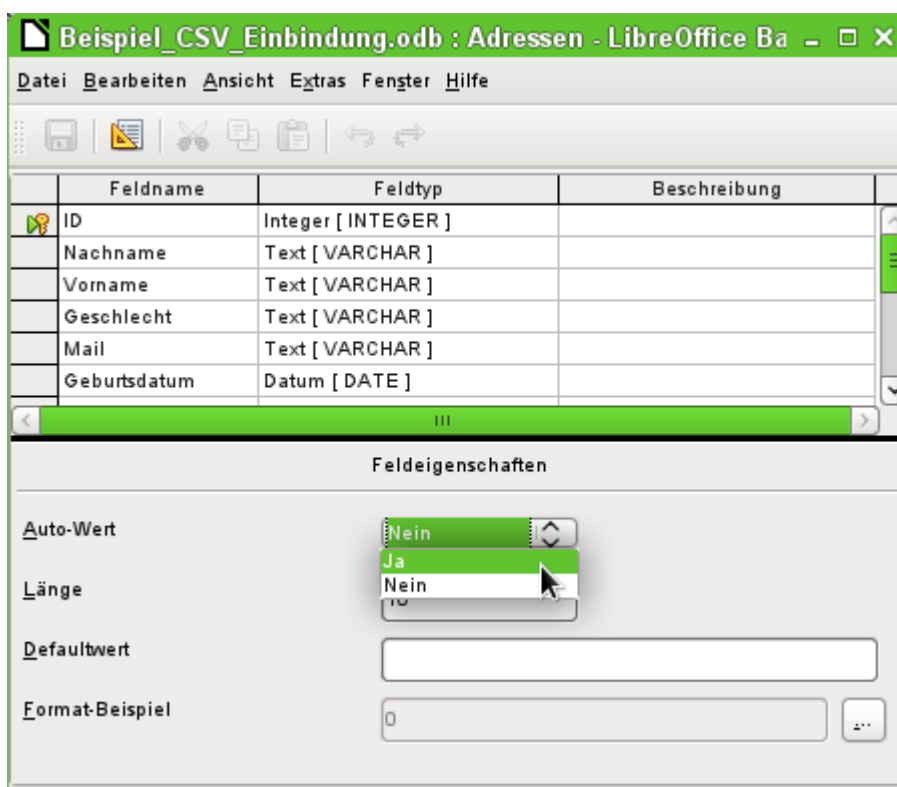 Beispiel_CSV_Einbindung.odb : Adressen - LibreOffice Ba
Datei Bearbeiten Ansicht Extras Fenster Hilfe
Feldname Feldtyp Beschreibung
ID Integer [ INTEGER ]
Nachname Text [ VARCHAR ]
Vorname Text [ VARCHAR ]
Geschlecht Text [ VARCHAR ]
Mail Text [ VARCHAR ]
Geburtsdatum Datum [ DATE ]
Feldeigenschaften
Auto-Wert Nein
Ja
Nein
Länge
Defaultwert
Format-Beispiel 0 ...